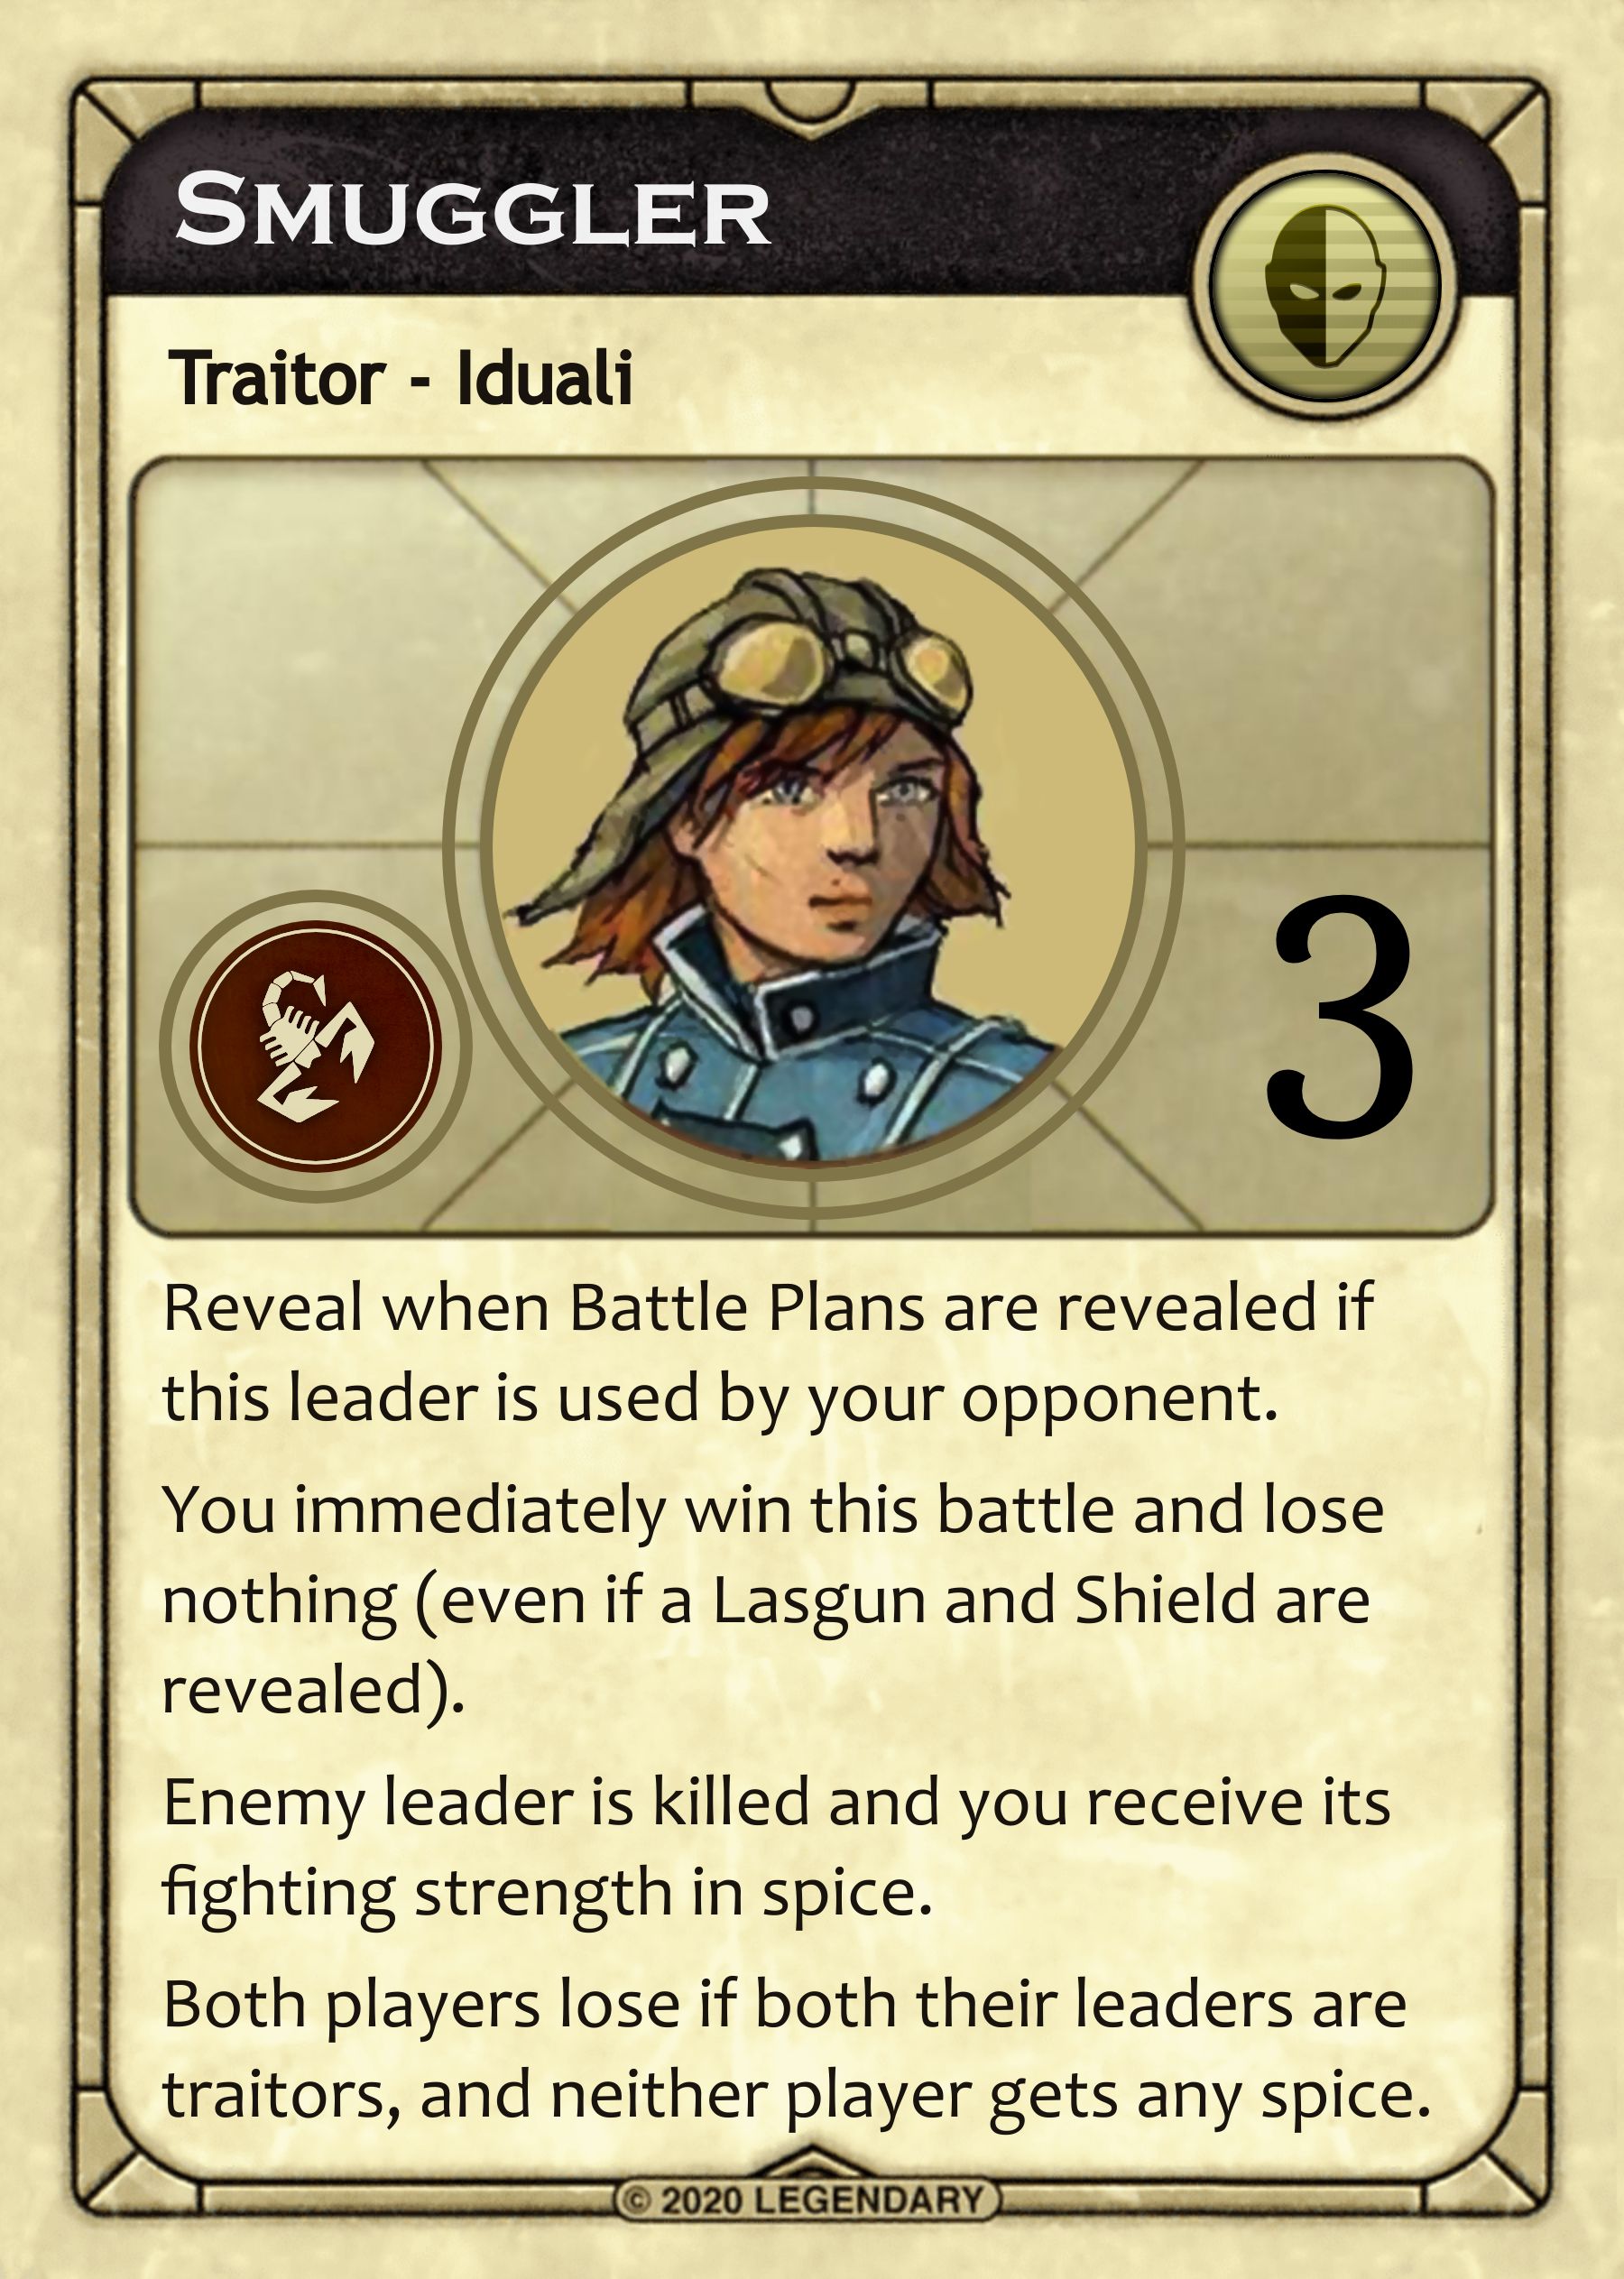 Smuggler
Traitor - Iduali
3
Reveal when Battle Plans are revealed if
this leader is used by your opponent.
You immediately win this battle and lose
nothing (even if a Lasgun and Shield are
revealed).
Enemy leader is killed and you receive its
fighting strength in spice.
Both players lose if both their leaders are
traitors, and neither player gets any spice.
© 2020 LEGENDARY